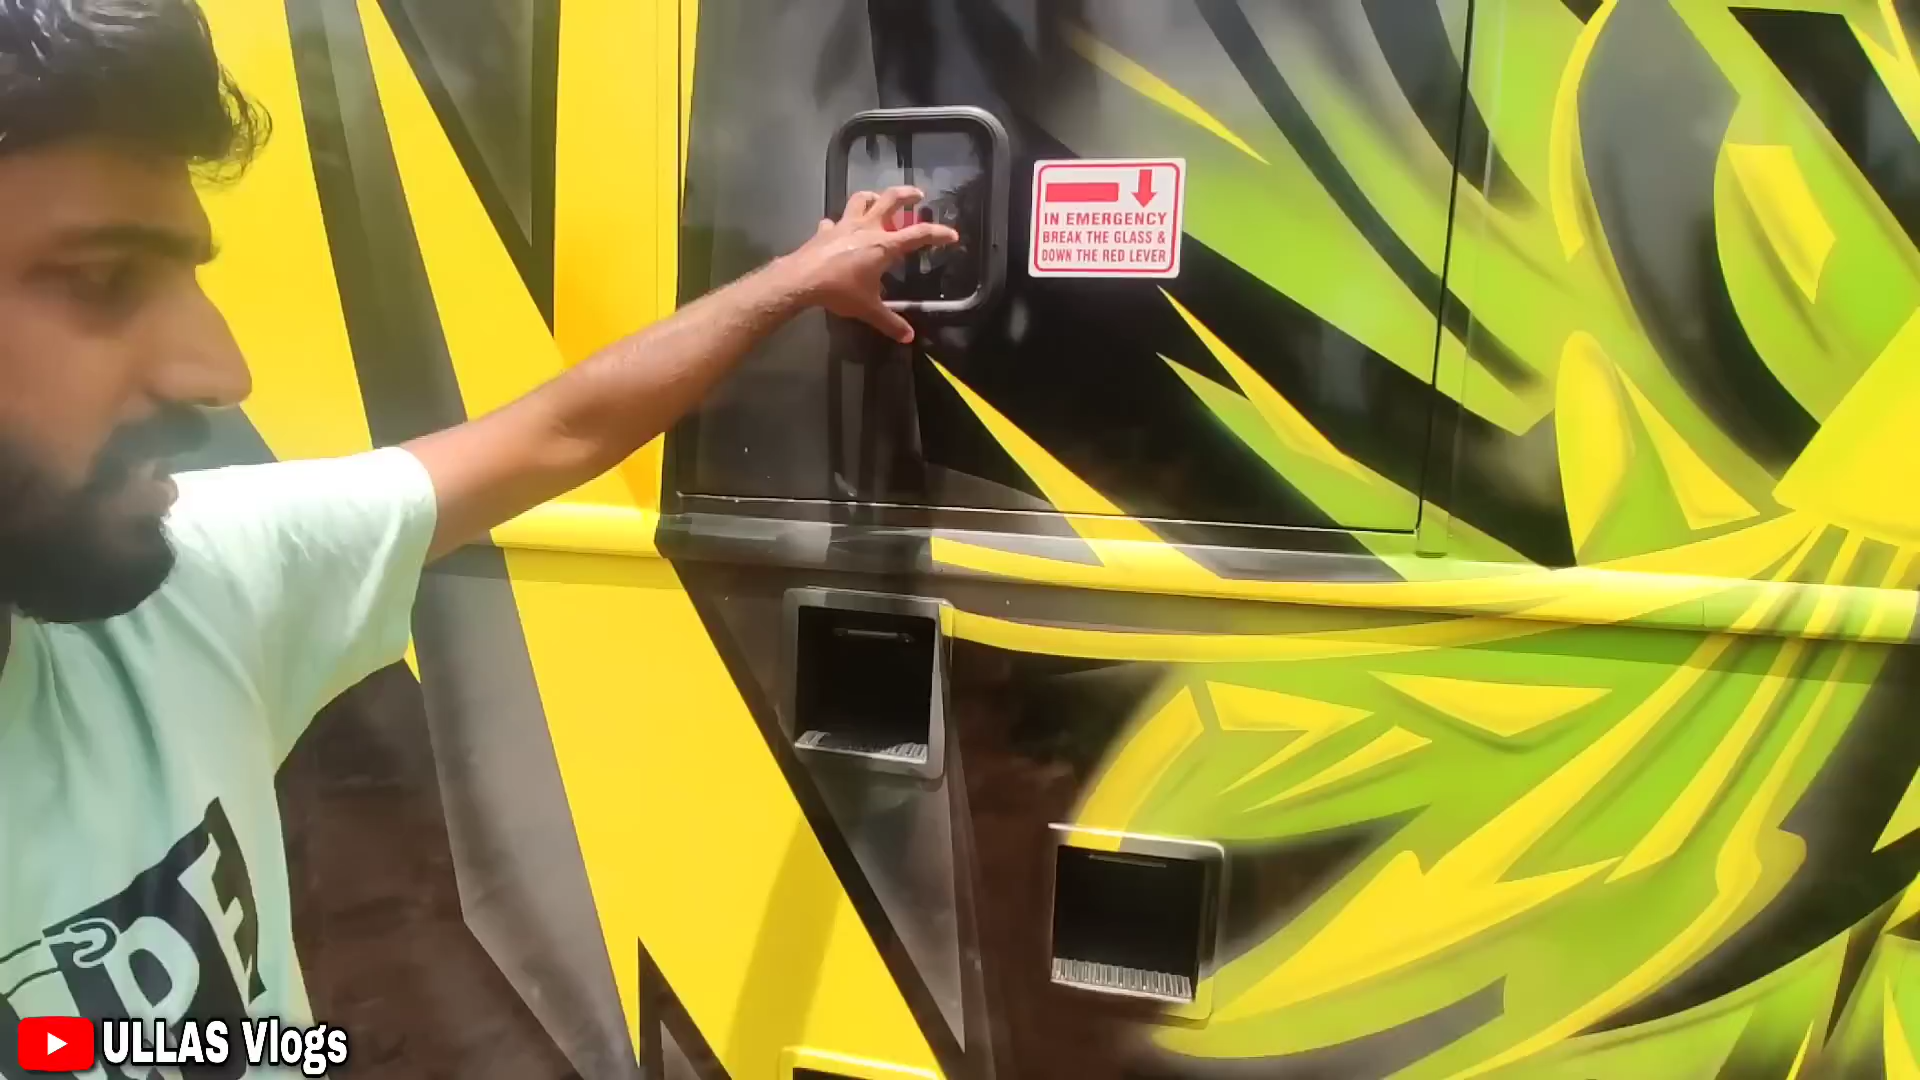 IN EMERGENCY
BREAK THE GLASS &
DOWN THE RED LEVER
ULLAS Vlogs